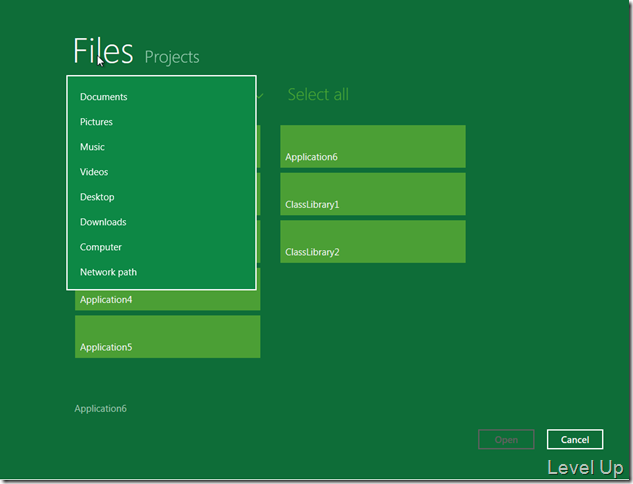 Files Projects
Select all
Documents
Pictures
Music
Videos
Desktop
Downloads
Computer
Network path
Application4
Application5
Application6
ClassLibrary1
ClassLibrary2
Application6
Open
Cancel
Level Up